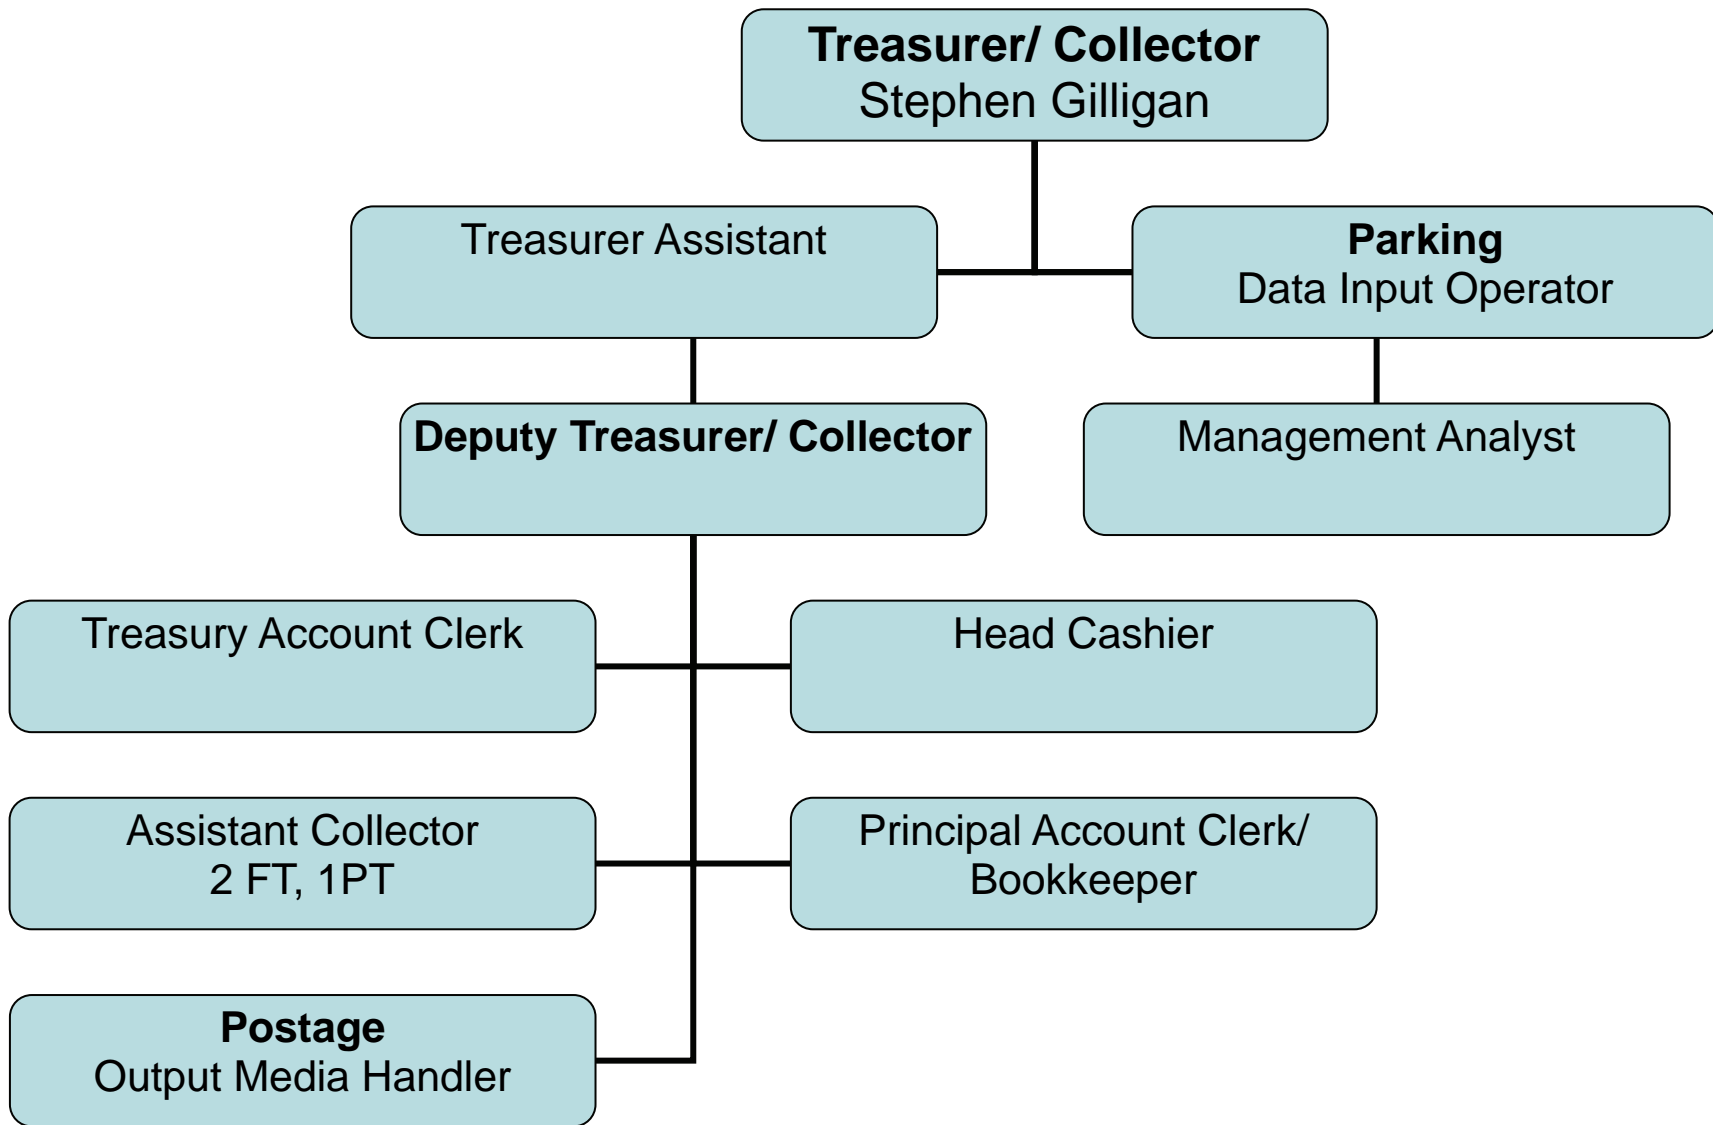 Treasurer/ Collector
Stephen Gilligan
Treasurer Assistant
Parking
Data Input Operator
Deputy Treasurer/ Collector
Management Analyst
Treasury Account Clerk
Head Cashier
Assistant Collector
2 FT, 1PT
Principal Account Clerk/
Bookkeeper
Postage
Output Media Handler